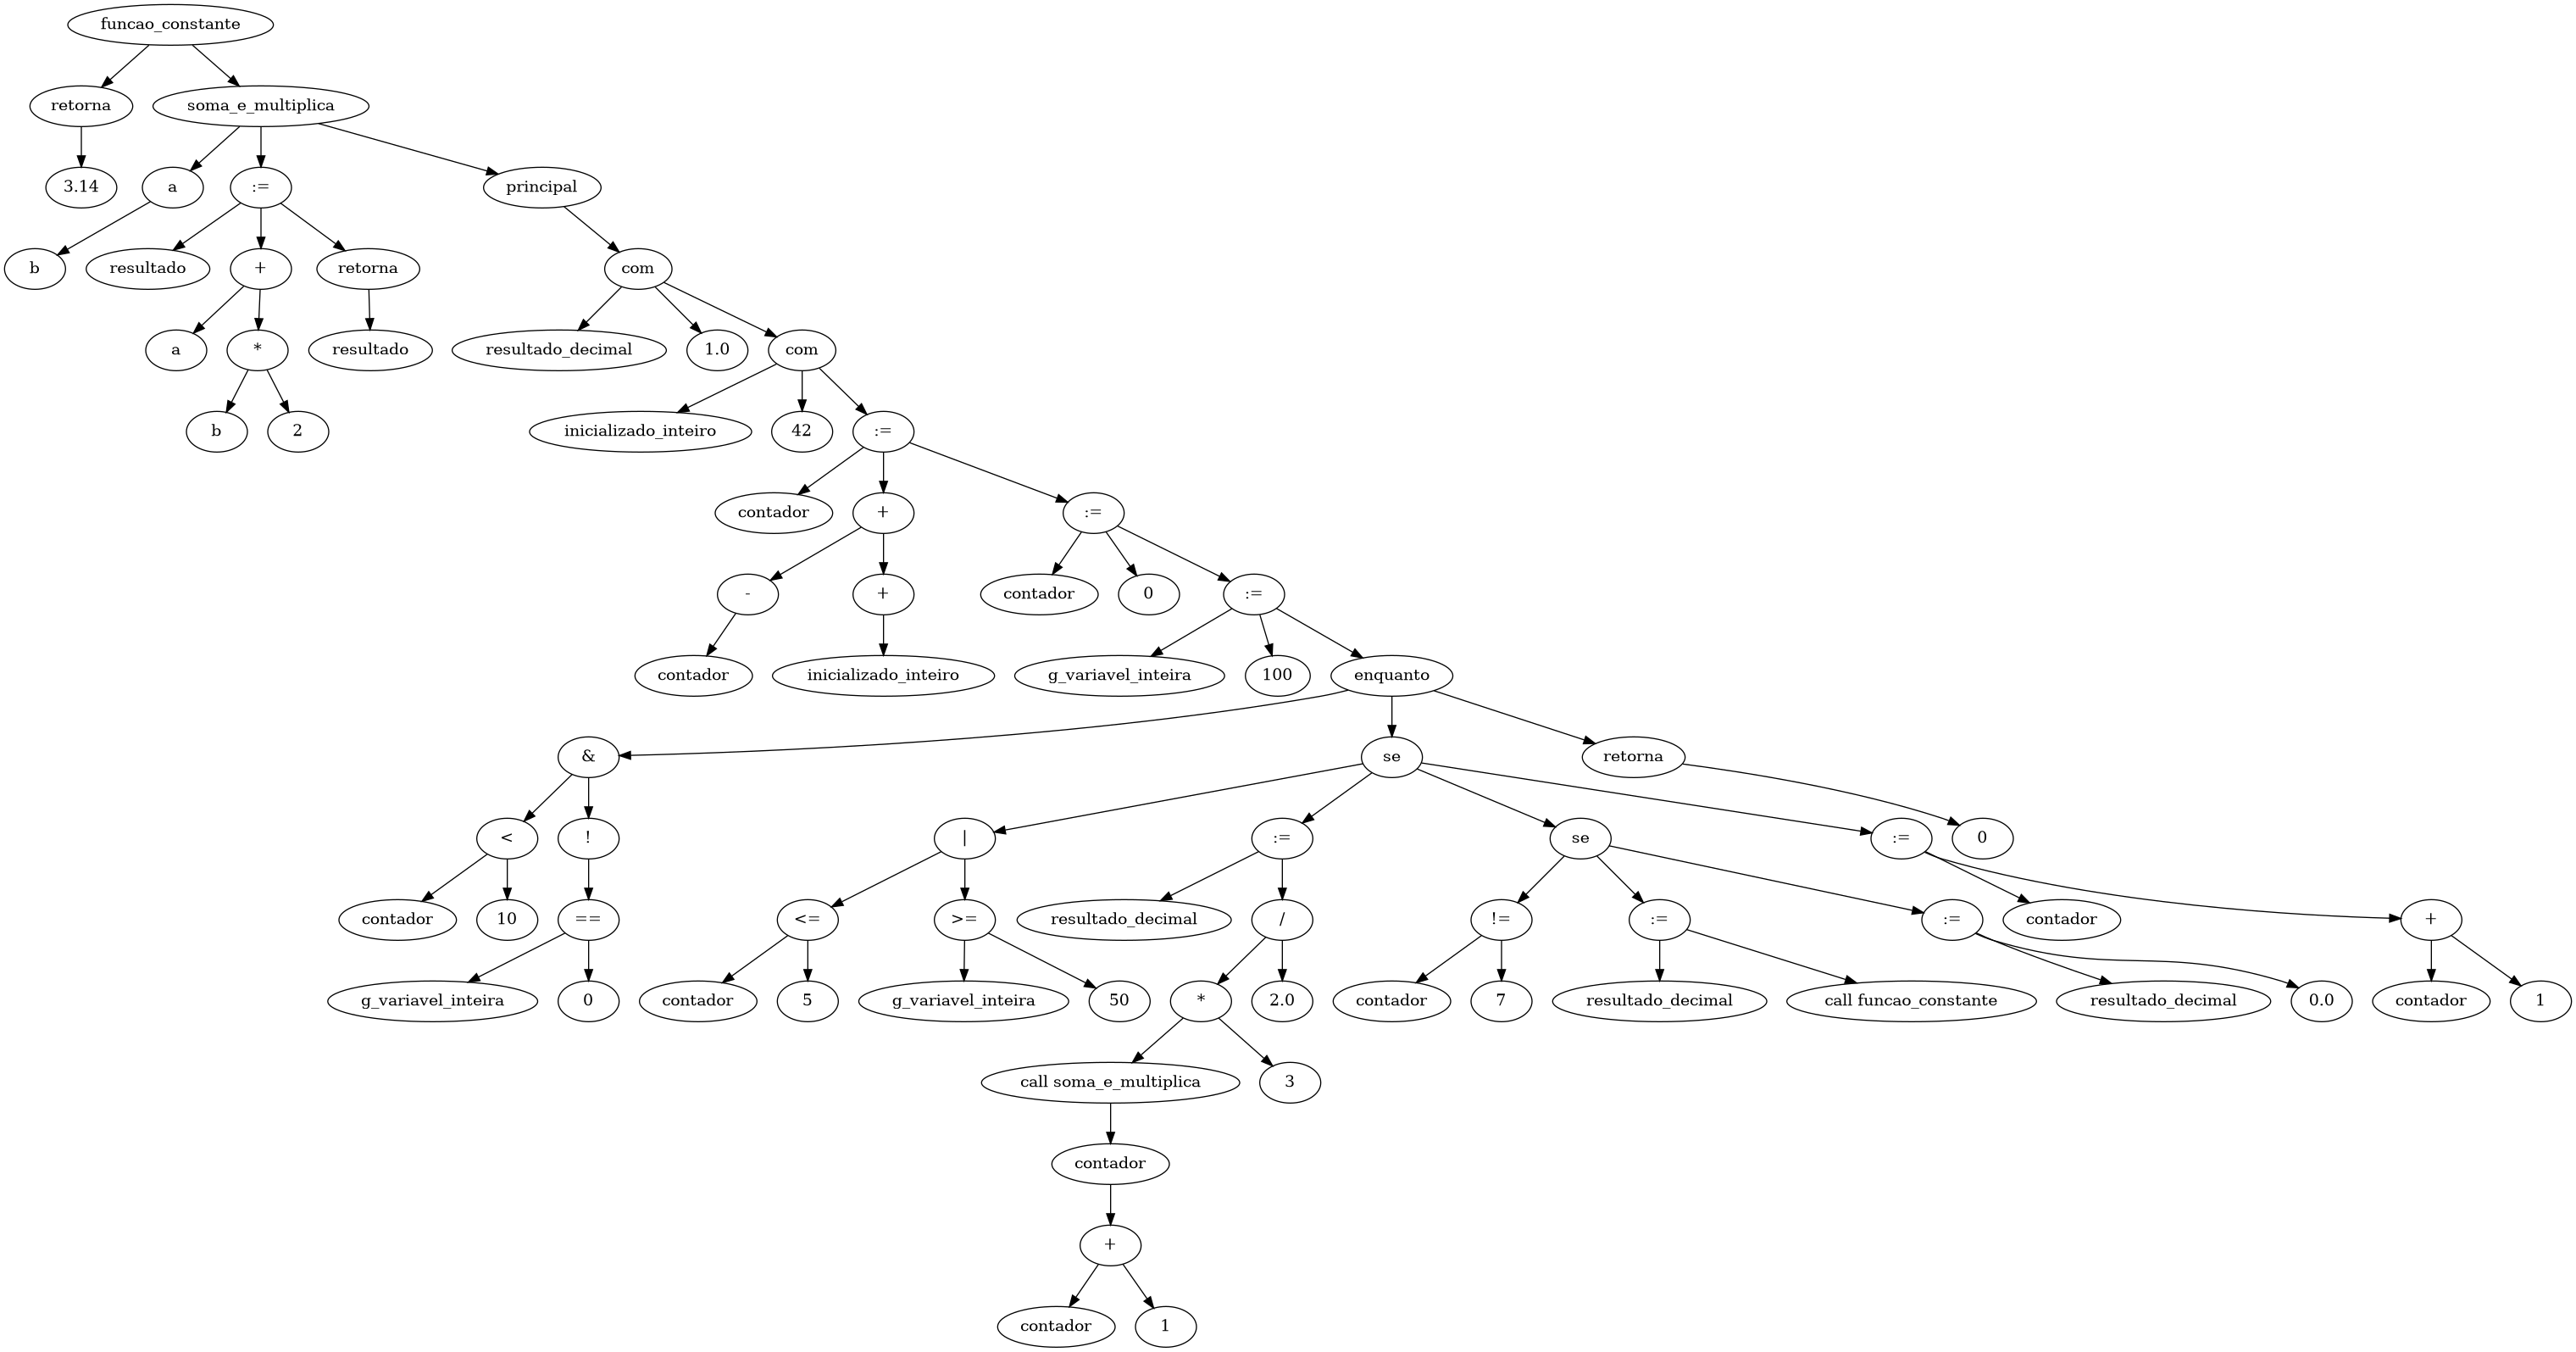 funcao_constante
retorna soma_e_multiplica
3.14 a := principal
b resultado + retorna com
a * resultado resultado_decimal 1.0 com
b 2 inicializado_inteiro 42 :=
contador + :=
- + contador 0 :=
contador inicializado_inteiro g_variavel_inteira 100 enquanto
& se retorna
< ! | := se := 0
contador 10 == <= >= resultado_decimal / != := := contador +
g_variavel_inteira 0 contador 5 g_variavel_inteira 50 * 2.0 contador 7 resultado_decimal call funcao_constante resultado_decimal 0.0 contador 1
call soma_e_multiplica 3
contador
+
contador 1